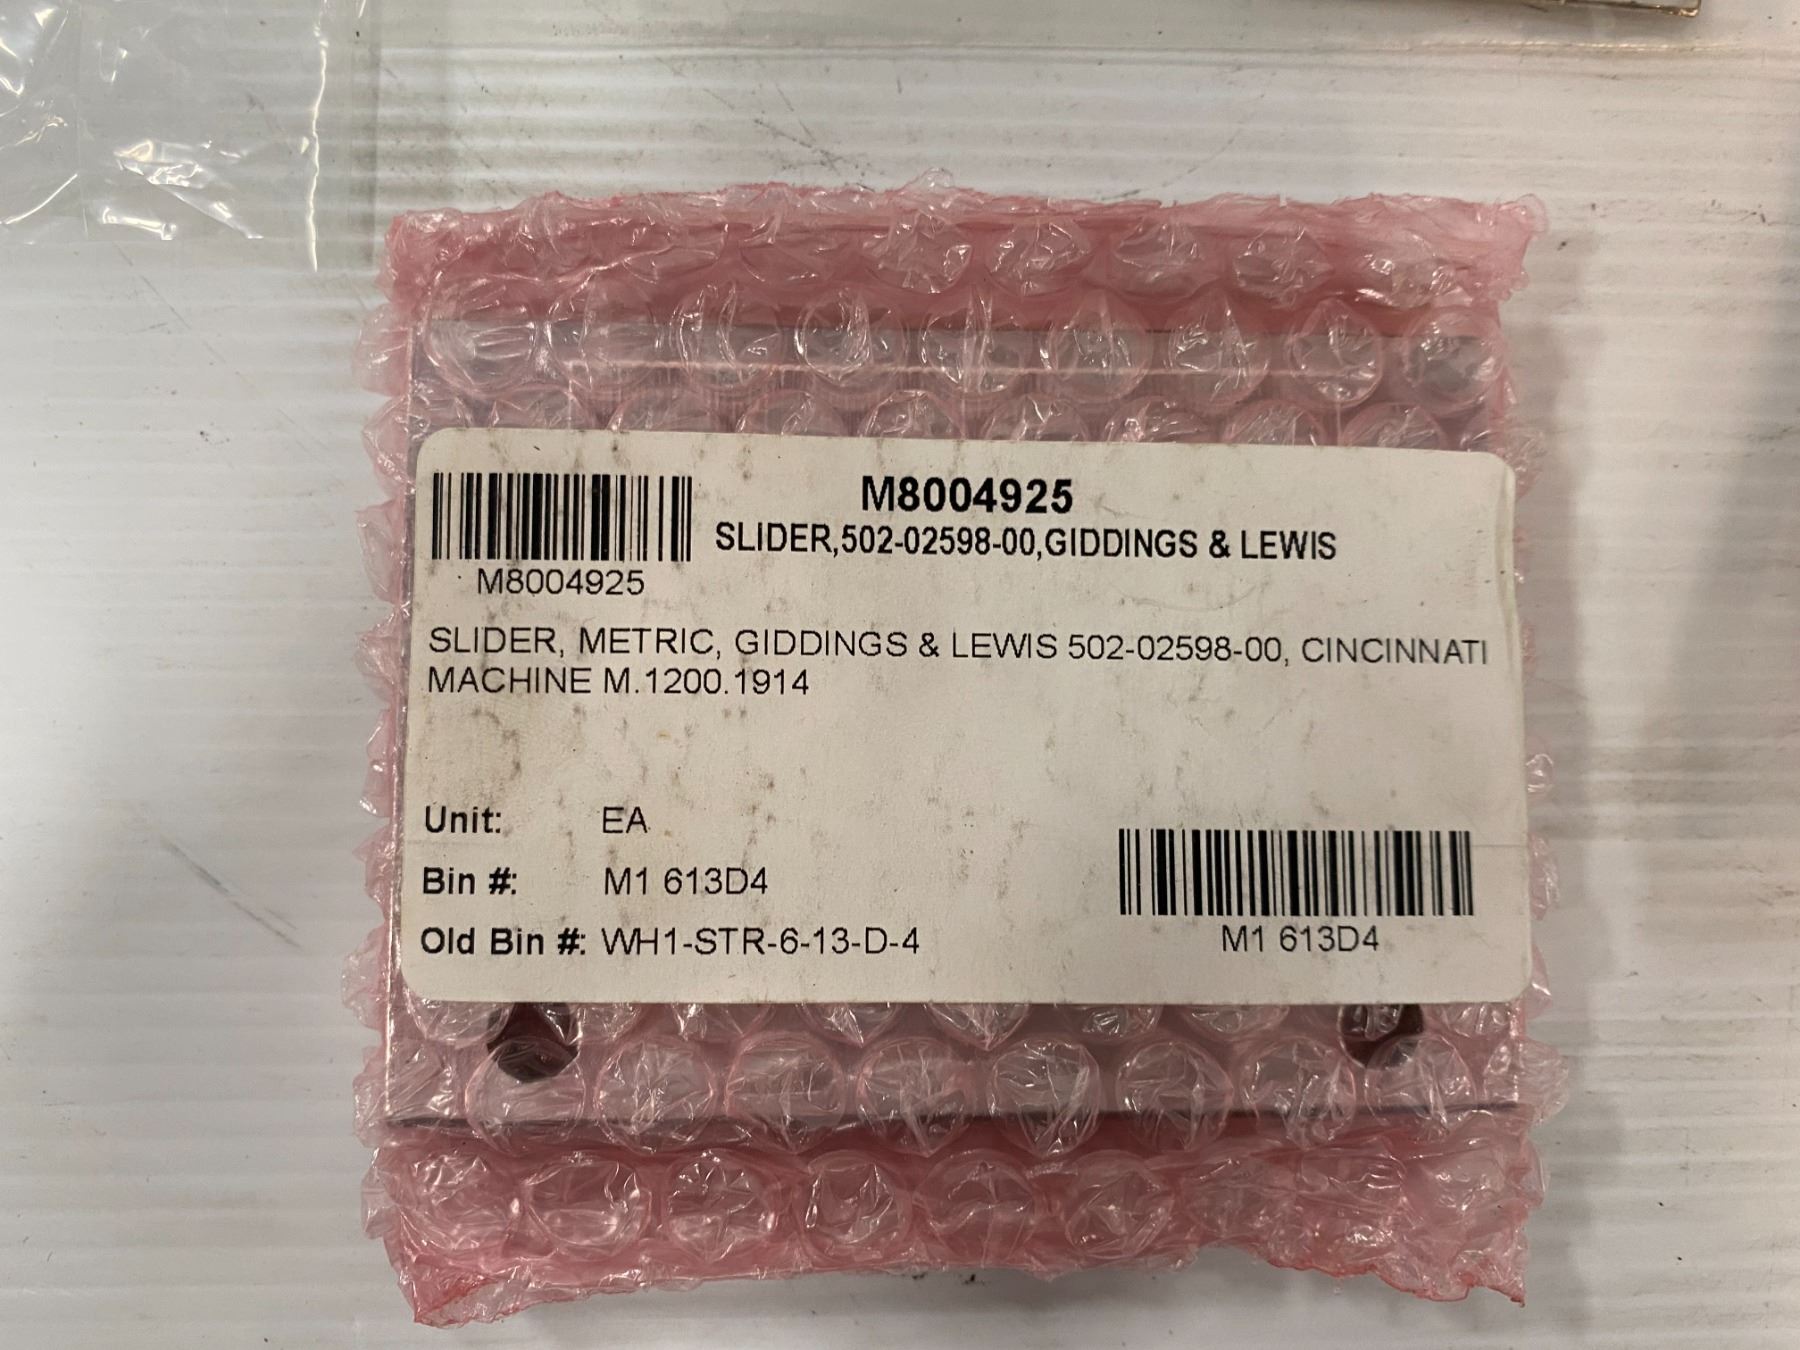 M8004925
SLIDER,502-02598-00,GIDDINGS & LEWIS
M8004925
SLIDER, METRIC, GIDDINGS & LEWIS 502-02598-00, CINCINNATI
MACHINE M.1200.1914
Unit: EA
Bin #: M1 613D4
Old Bin #: WH1-STR-6-13-D-4
M1 613D4